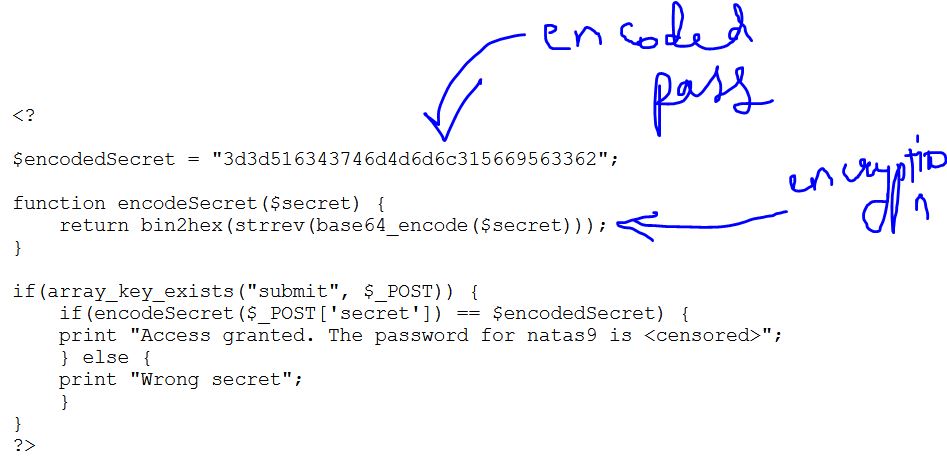 encoded
pass
<?
$encodedSecret = "3d3d516343746d4d6d6c315669563362";
encryptio
n
function encodeSecret($secret) {
    return bin2hex(strrev(base64_encode($secret)));
}
if(array_key_exists("submit", $_POST)) {
    if(encodeSecret($_POST['secret']) == $encodedSecret) {
    print "Access granted. The password for natas9 is <censored>";
    } else {
    print "Wrong secret";
    }
}
?>